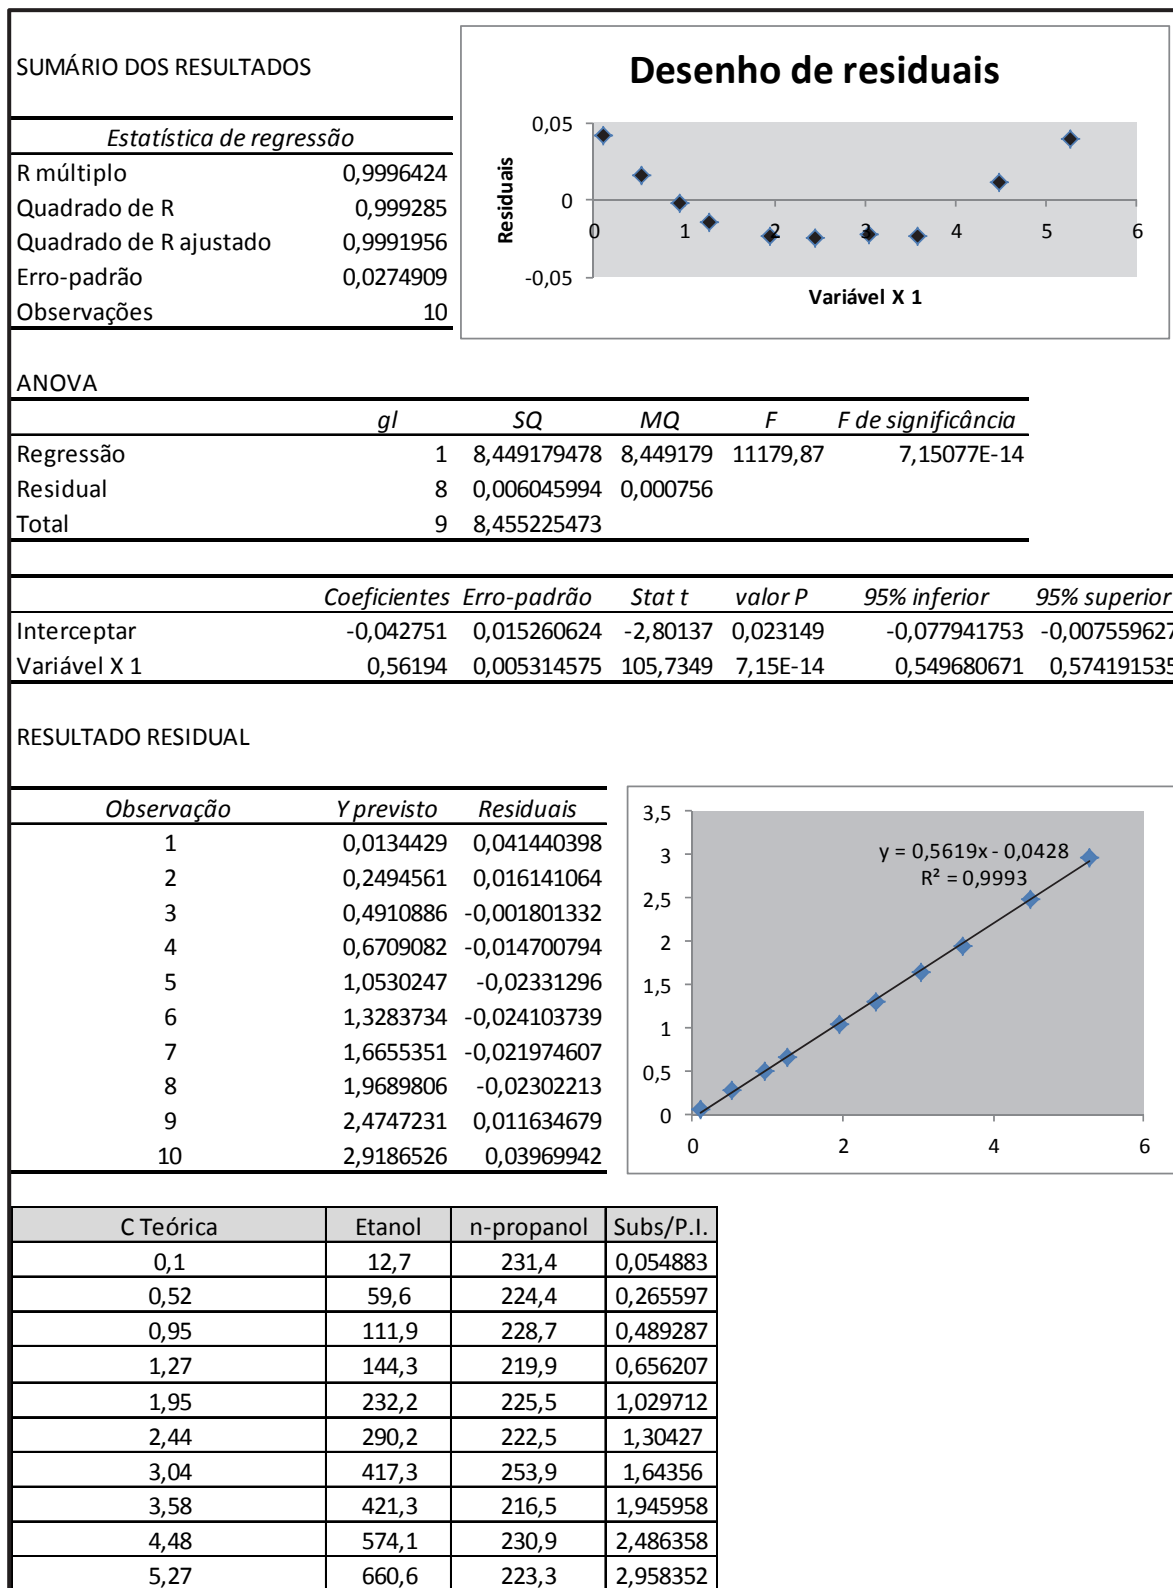 SUMÁRIO DOS RESULTADOS
Estatística de regressão
R múltiplo 0,9996424
Quadrado de R 0,999285
Quadrado de R ajustado 0,9991956
Erro-padrão 0,0274909
Observações 10
Desenho de residuais
Residuais
0,05
0
-0,05
0 1 2 3 4 5 6
Variável X 1
ANOVA
gl SQ MQ F F de significância
Regressão 1 8,449179478 8,449179 11179,87 7,15077E-14
Residual 8 0,006045994 0,000756
Total 9 8,455225473
Coeficientes Erro-padrão Stat t valor P 95% inferior 95% superior
Interceptar -0,042751 0,015260624 -2,80137 0,023149 -0,077941753 -0,007559627
Variável X 1 0,56194 0,005314575 105,7349 7,15E-14 0,549680671 0,574191535
RESULTADO RESIDUAL
Observação Y previsto Residuais
1 0,0134429 0,041440398
2 0,2494561 0,016141064
3 0,4910886 -0,001801332
4 0,6709082 -0,014700794
5 1,0530247 -0,02331296
6 1,3283734 -0,024103739
7 1,6655351 -0,021974607
8 1,9689806 -0,02302213
9 2,4747231 0,011634679
10 2,9186526 0,03969942
3,5
3
2,5
2
1,5
1
0,5
0
y = 0,5619x - 0,0428
R² = 0,9993
0 2 4 6
C Teórica Etanol n-propanol Subs/P.I.
0,1 12,7 231,4 0,054883
0,52 59,6 224,4 0,265597
0,95 111,9 228,7 0,489287
1,27 144,3 219,9 0,656207
1,95 232,2 225,5 1,029712
2,44 290,2 222,5 1,30427
3,04 417,3 253,9 1,64356
3,58 421,3 216,5 1,945958
4,48 574,1 230,9 2,486358
5,27 660,6 223,3 2,958352